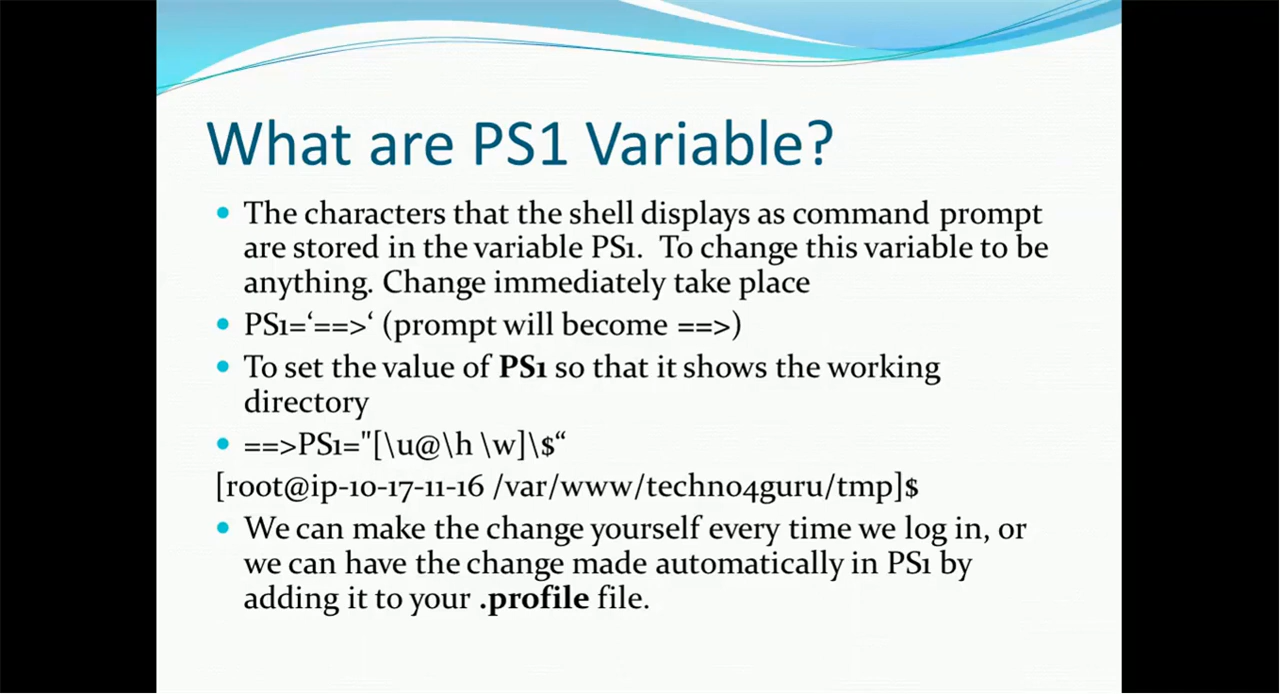 What are PS1 Variable?
The characters that the shell displays as command prompt
are stored in the variable PS1.  To change this variable to be
anything. Change immediately take place
PS1=‘==>‘ (prompt will become ==>)
To set the value of PS1 so that it shows the working
directory
==>PS1="[\u@\h \w]\$“
[root@ip-10-17-11-16 /var/www/techno4guru/tmp]$
We can make the change yourself every time we log in, or
we can have the change made automatically in PS1 by
adding it to your .profile file.